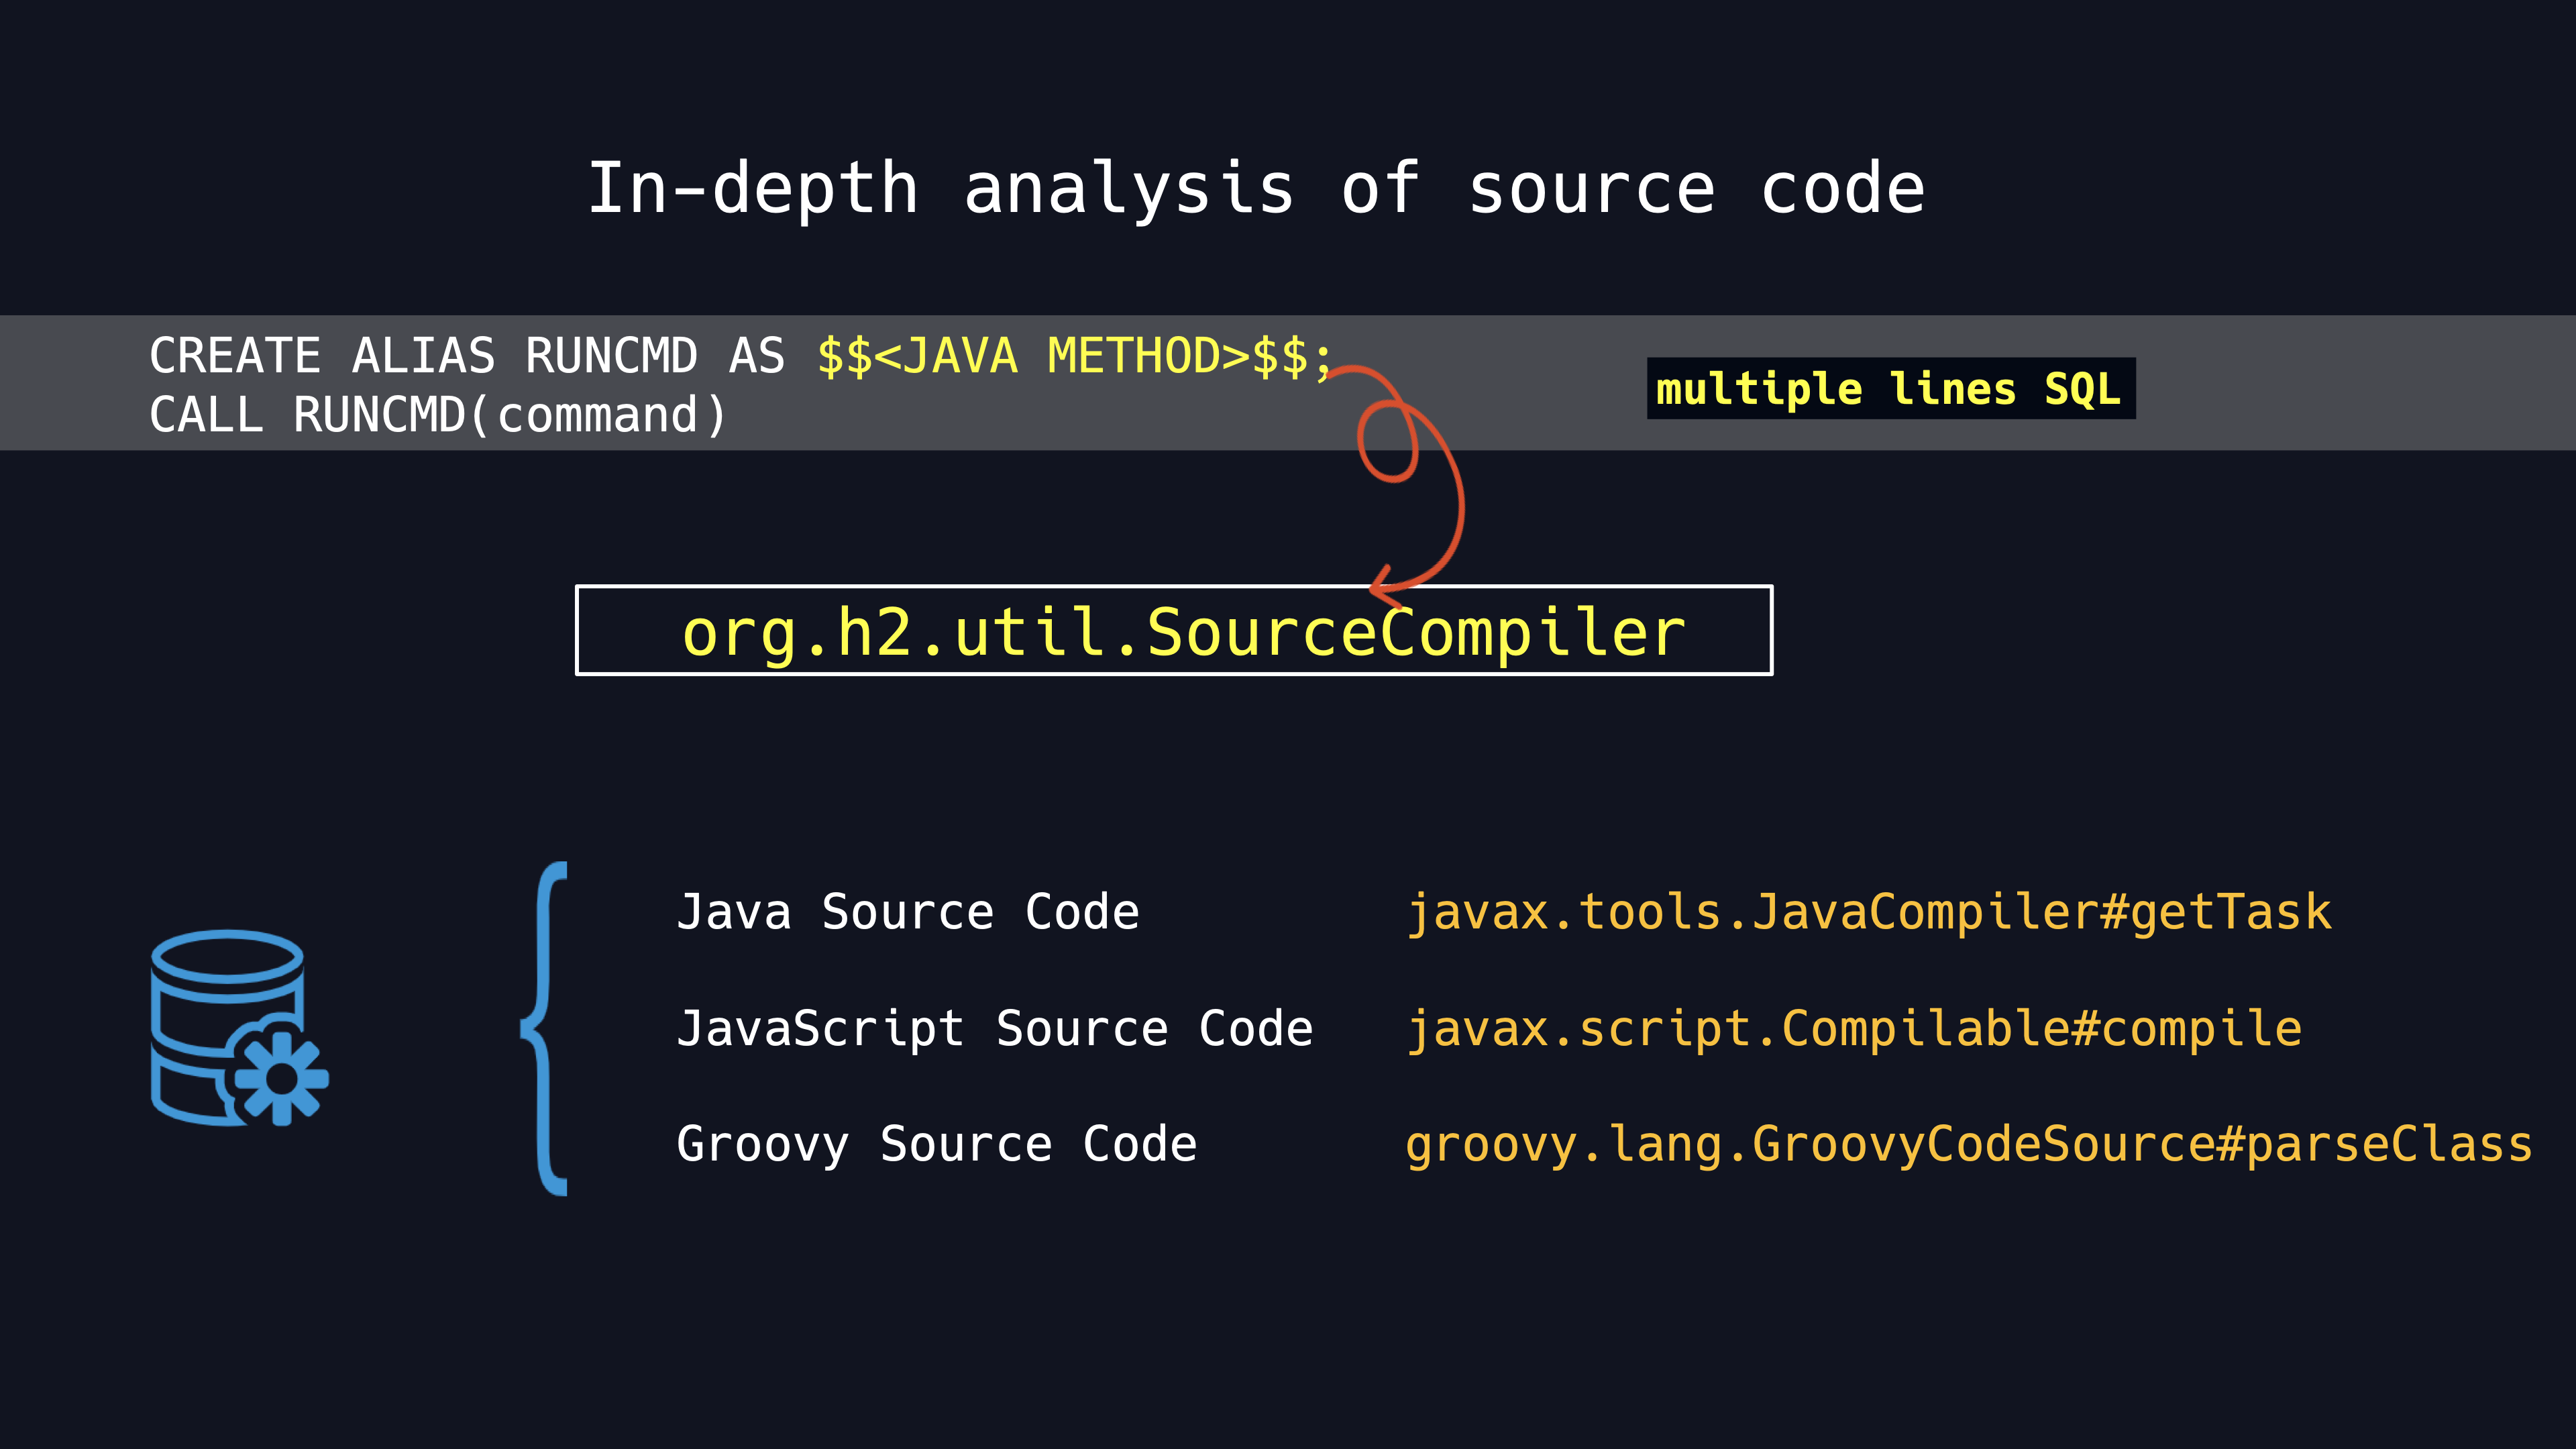 In-depth analysis of source code
CREATE ALIAS RUNCMD AS $$<JAVA METHOD>$$;
CALL RUNCMD(command)
multiple lines SQL
org.h2.util.SourceCompiler
Java Source Code javax.tools.JavaCompiler#getTask
JavaScript Source Code javax.script.Compilable#compile
Groovy Source Code groovy.lang.GroovyCodeSource#parseClass